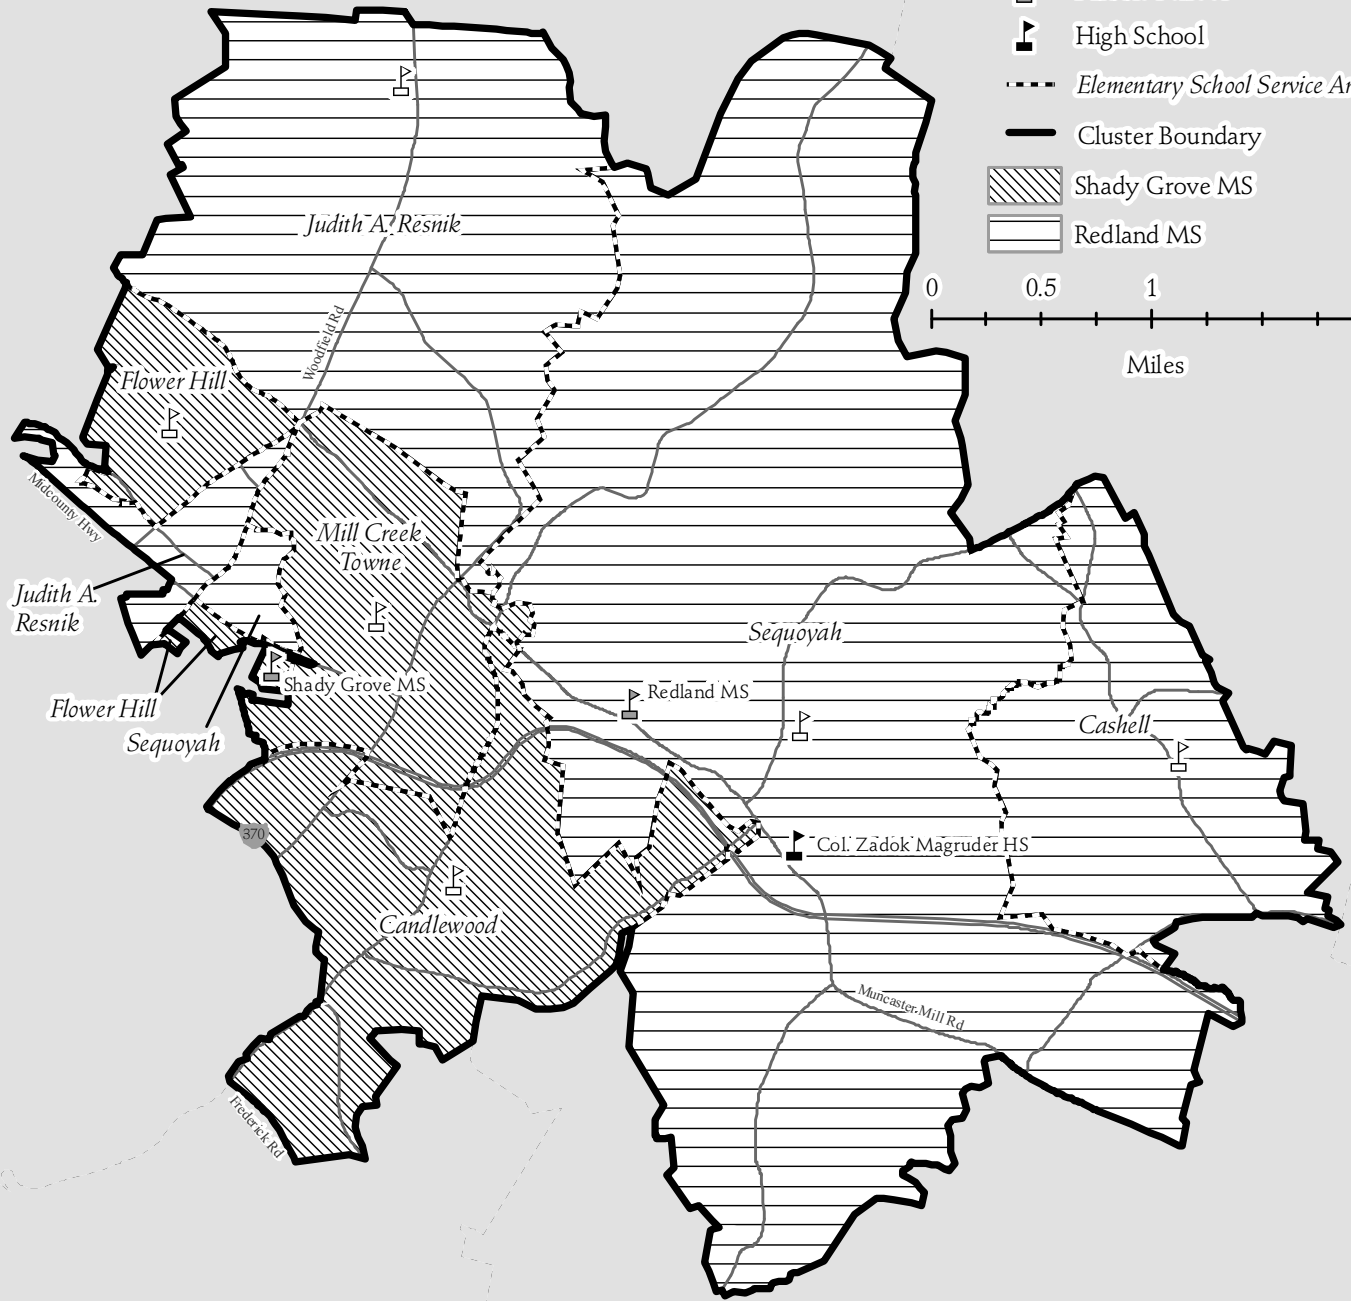 High School
Elementary School Service
Cluster Boundary
Shady Grove MS
Redland MS
0 0.5 1
Miles
Judith A. Resnik
Woodfield Rd
Flower Hill
Midcounty Hwy
Mill Creek
Towne
Judith A.
Resnik
Sequoyah
Shady Grove MS
Redland MS
Flower Hill
Sequoyah
Cashell
370
Col. Zadok Magruder HS
Candlewood
Muncaster Mill Rd
Frederick Rd